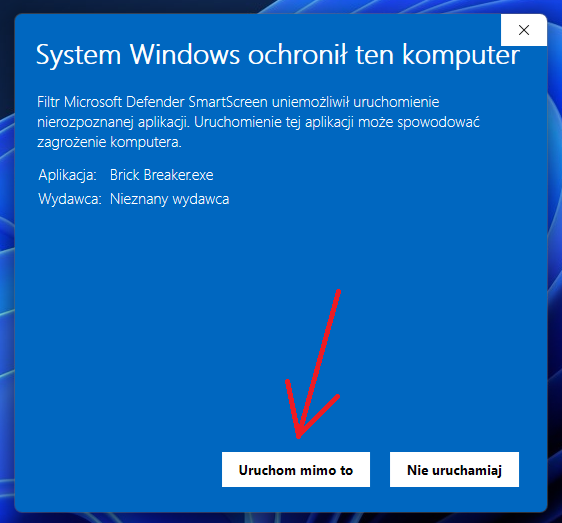 System Windows ochronił ten komputer
Filtr Microsoft Defender SmartScreen uniemożliwił uruchomienie
nierozpoznanej aplikacji. Uruchomienie tej aplikacji może spowodować
zagrożenie komputera.
Aplikacja: Brick Breaker.exe
Wydawca: Nieznany wydawca
Uruchom mimo to Nie uruchamiaj